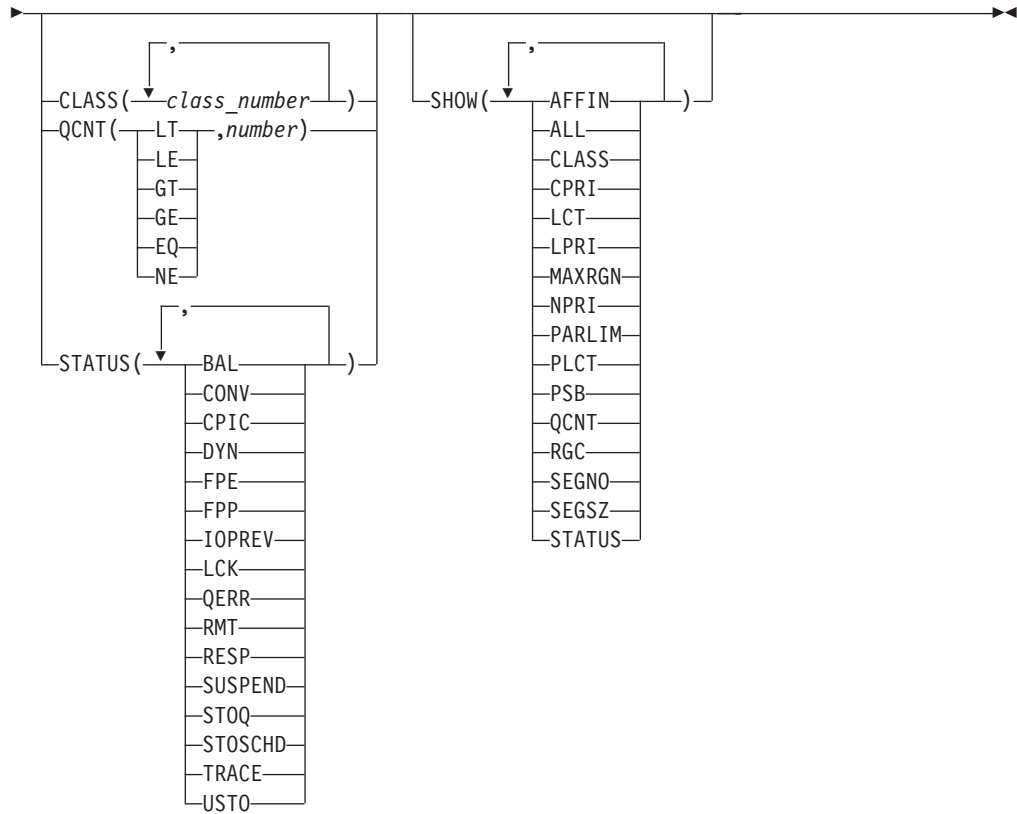 ,
CLASS(class_number)
QCNT(LT,number)
LE
GT
GE
EQ
NE
,
STATUS(BAL)
CONV
CPIC
DYN
FPE
FPP
IOPREV
LCK
QERR
RMT
RESP
SUSPEND
STOQ
STOSCHD
TRACE
USTO
,
SHOW(AFFIN)
ALL
CLASS
CPRI
LCT
LPRI
MAXRGN
NPRI
PARLIM
PLCT
PSB
QCNT
RGC
SEGNO
SEGSZ
STATUS